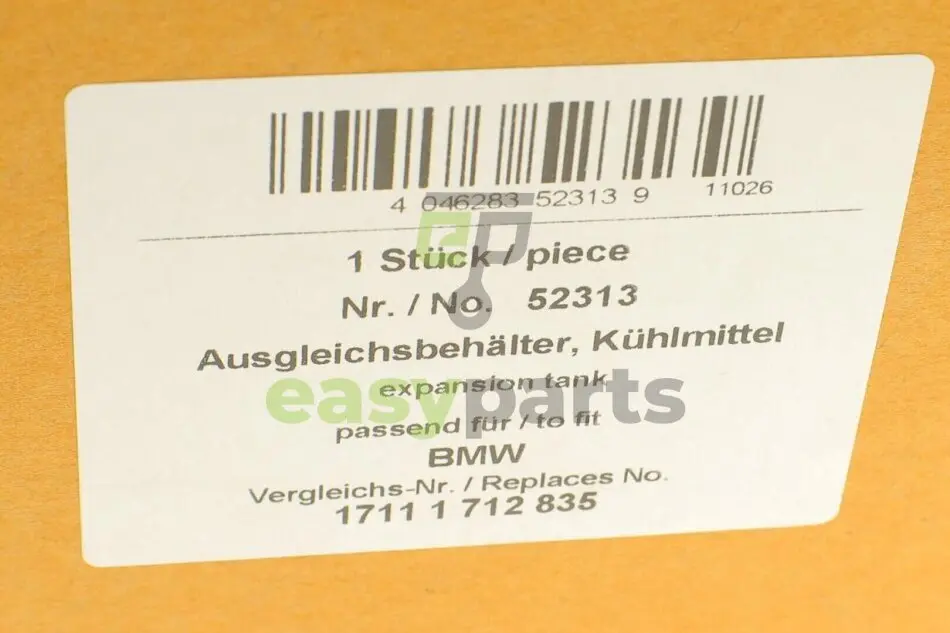 4 046283 52313 9 11026
1 Stück / piece
Nr. / No. 52313
Ausgleichsbehälter, Kühlmittel
expansion tank
easyparts
passend für / to fit
BMW
Vergleichs-Nr. / Replaces No.
1711 1 712 835